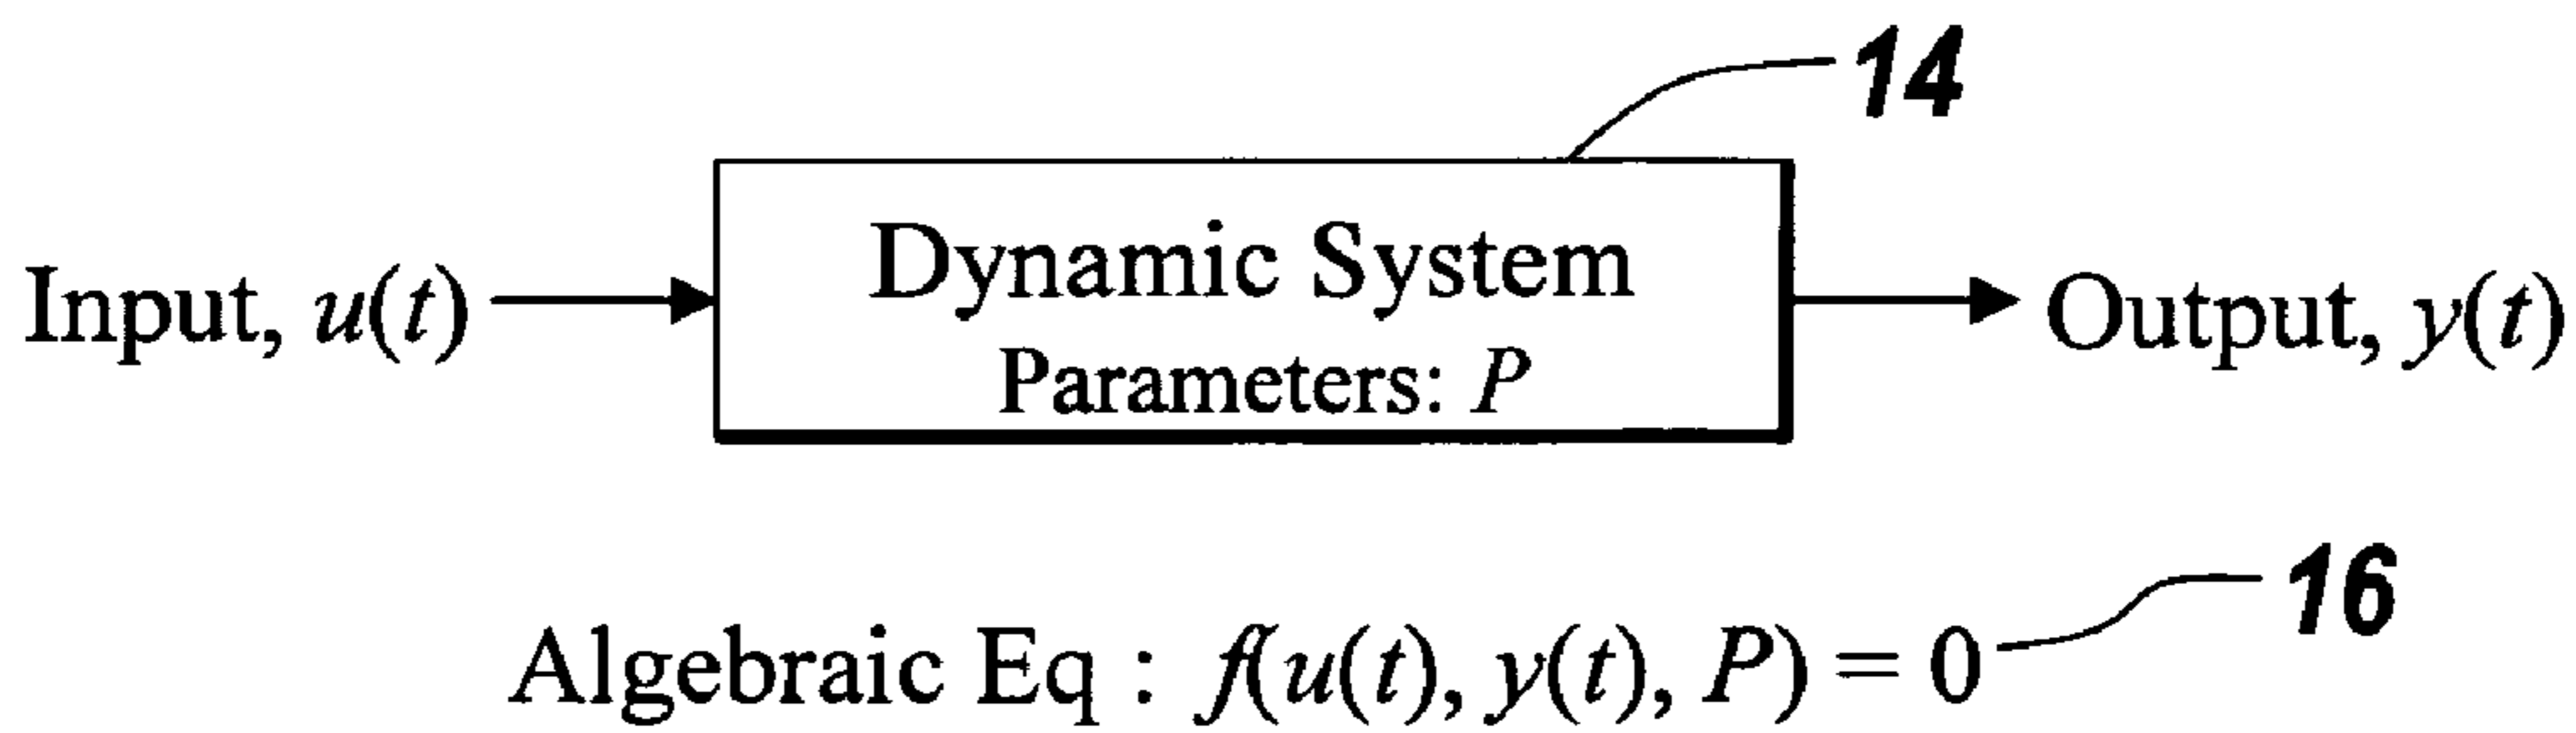 14
Dynamic System
Input, u(t)
Output, y(t)
Parameters: P
16
Algebraic Eq : f(u(t), y(t), P) = 0